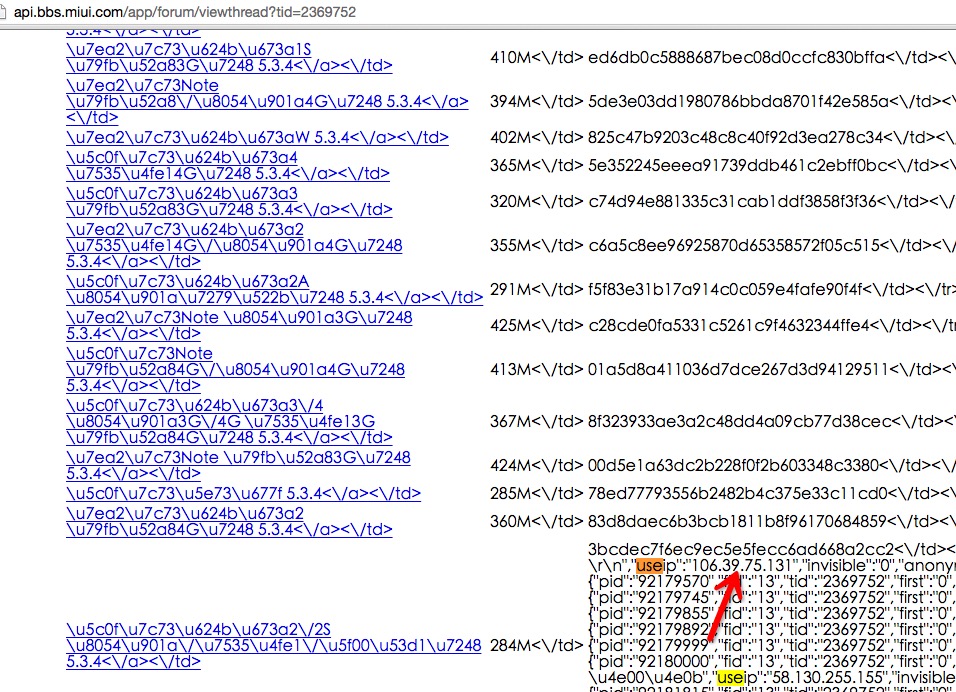 api.bbs.miui.com/app/forum/viewthread?tid=2369752
5.3.4<\/a><\/td>
\u7ea2\u7c73\u624b\u673a1S
\u79fb\u52a83G\u7248 5.3.4<\/a><\/td> 410M<\/td> ed6db0c5888687bec08d0ccfc830bffa<\/td><\
\u7ea2\u7c73Note
\u79fb\u52a8\/\u8054\u901a4G\u7248 5.3.4<\/a>
<\/td> 394M<\/td> 5de3e03dd1980786bbda8701f42e585a<\/td><\
\u7ea2\u7c73\u624b\u673aW 5.3.4<\/a><\/td> 402M<\/td> 825c47b9203c48c8c40f92d3ea278c34<\/td><\/
\u5c0f\u7c73\u624b\u673a4
\u7535\u4fe14G\u7248 5.3.4<\/a><\/td> 365M<\/td> 5e352245eeea91739ddb461c2ebff0bc<\/td><\
\u5c0f\u7c73\u624b\u673a3
\u79fb\u52a83G\u7248 5.3.4<\/a><\/td> 320M<\/td> c74d94e881335c31cab1ddf3858f3f36<\/td><\/
\u7ea2\u7c73\u624b\u673a2
\u7535\u4fe14G\/\u8054\u901a4G\u7248
5.3.4<\/a><\/td> 355M<\/td> c6a5c8ee96925870d65358572f05c515<\/td><\
\u5c0f\u7c73\u624b\u673a2A
\u8054\u901a\u7279\u522b\u7248 5.3.4<\/a><\/td> 291M<\/td> f5f83e31b17a914c0c059e4fafe90f4f<\/td><\/tr
\u7ea2\u7c73Note \u8054\u901a3G\u7248
5.3.4<\/a><\/td> 425M<\/td> c28cde0fa5331c5261c9f4632344ffe4<\/td><\/t
\u5c0f\u7c73Note
\u79fb\u52a84G\/\u8054\u901a4G\u7248
5.3.4<\/a><\/td> 413M<\/td> 01a5d8a411036d7dce267d3d94129511<\/td><\/
\u5c0f\u7c73\u624b\u673a3\/4
\u8054\u901a3G\/4G \u7535\u4fe13G
\u79fb\u52a84G\u7248 5.3.4<\/a><\/td> 367M<\/td> 8f323933ae3a2c48dd4a09cb77d38cec<\/td><\/
\u7ea2\u7c73Note \u79fb\u52a83G\u7248
5.3.4<\/a><\/td> 424M<\/td> 00d5e1a63dc2b228f0f2b603348c3380<\/td><\/
\u5c0f\u7c73\u5e73\u677f 5.3.4<\/a><\/td> 285M<\/td> 78ed77793556b2482b4c375e33c11cd0<\/td><\
\u7ea2\u7c73\u624b\u673a2
\u79fb\u52a84G\u7248 5.3.4<\/a><\/td> 360M<\/td> 83d8daec6b3bcb1811b8f96170684859<\/td><\/
3bcdec7f6ec9ec5e5fecc6ad668a2cc2<\/td><
\r\n","useip":"106.39.75.131","invisible":"0","anonym
{"pid":"92179570","fid":"13","tid":"2369752","first":"0",
{"pid":"92179745","fid":"13","tid":"2369752","first":"0",
{"pid":"92179855","fid":"13","tid":"2369752","first":"0",
{"pid":"92179892","fid":"13","tid":"2369752","first":"0",
{"pid":"92179999","fid":"13","tid":"2369752","first":"0",
{"pid":"92180000","fid":"13","tid":"2369752","first":"0",
\u4e00\u4e0b","useip":"58.130.255.155","invisible
\u5c0f\u7c73\u624b\u673a2\/2S
\u8054\u901a\/\u7535\u4fe1\/\u5f00\u53d1\u7248
5.3.4<\/a><\/td> 284M<\/td>